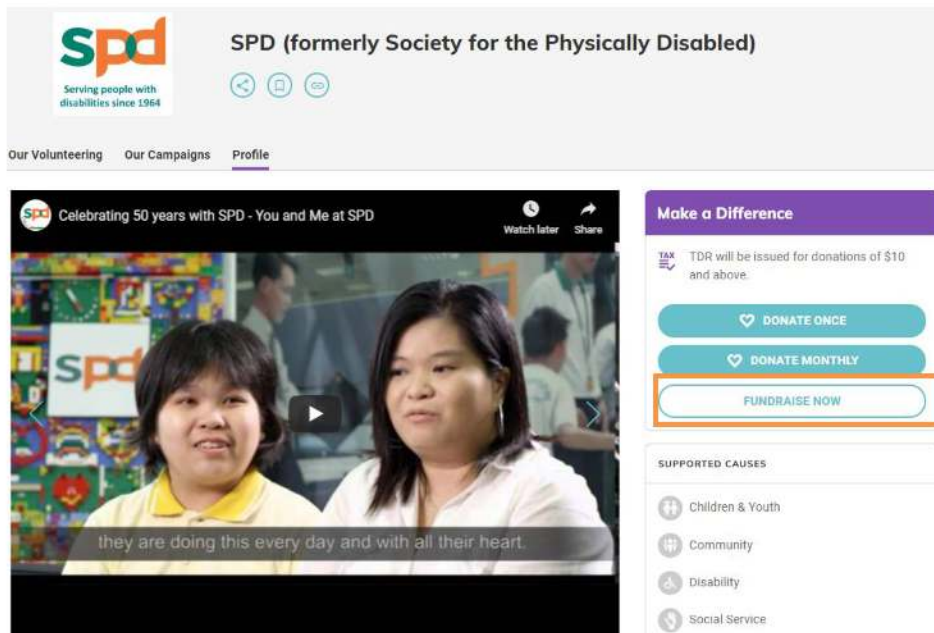 spd
Serving people with
disabilities since 1964
SPD (formerly Society for the Physically Disabled)
Our Volunteering Our Campaigns Profile
spd
Celebrating 50 years with SPD - You and Me at SPD
Watch later Share
spd
they are doing this every day and with all their heart.
Make a Difference
TAX
TDR will be issued for donations of $10
and above.
DONATE ONCE
DONATE MONTHLY
FUNDRAISE NOW
SUPPORTED CAUSES
Children & Youth
Community
Disability
Social Service